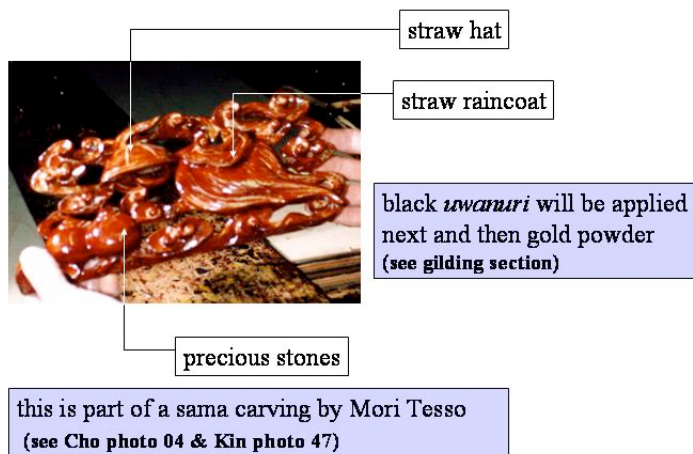 straw hat
straw raincoat
black uwanuri will be applied
next and then gold powder
(see gilding section)
precious stones
this is part of a sama carving by Mori Tesso
(see Cho photo 04 & Kin photo 47)